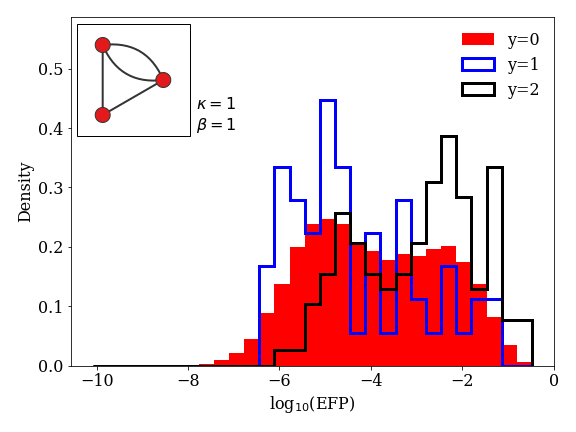 y=0
y=1
y=2
κ = 1
β = 1
Density
0.5
0.4
0.3
0.2
0.1
0.0
−10
−8
−6
−4
−2
0
log₁₀(EFP)